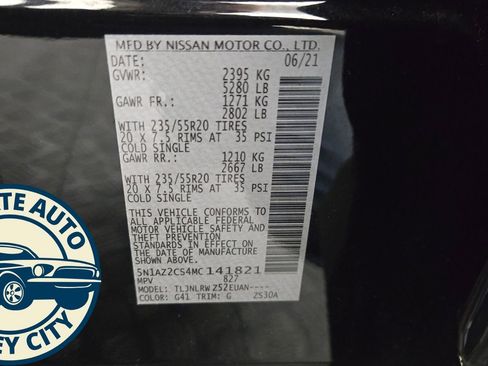 MFD BY NISSAN MOTOR CO., LTD.
DATE: 06/21
GVWR: 2395 KG
5280 LB
GAWR FR.: 1271 KG
2802 LB
WITH 235/55R20 TIRES
20 x 7.5 RIMS AT 35 PSI
COLD SINGLE
GAWR RR.: 1210 KG
2667 LB
WITH 235/55R20 TIRES
20 x 7.5 RIMS AT 35 PSI
COLD SINGLE
THIS VEHICLE CONFORMS TO
ALL APPLICABLE FEDERAL
MOTOR VEHICLE SAFETY,
BUMPER, AND THEFT PREVENTION
STANDARDS IN EFFECT ON THE
DATE OF MANUFACTURE SHOWN
ABOVE.
5N1AZ2CS4MC141821
MPV 827
MODEL: TLJNLRWZ52EUAN----
COLOR: G41 TRIM: G Z530A
TE AUTO
EY CITY